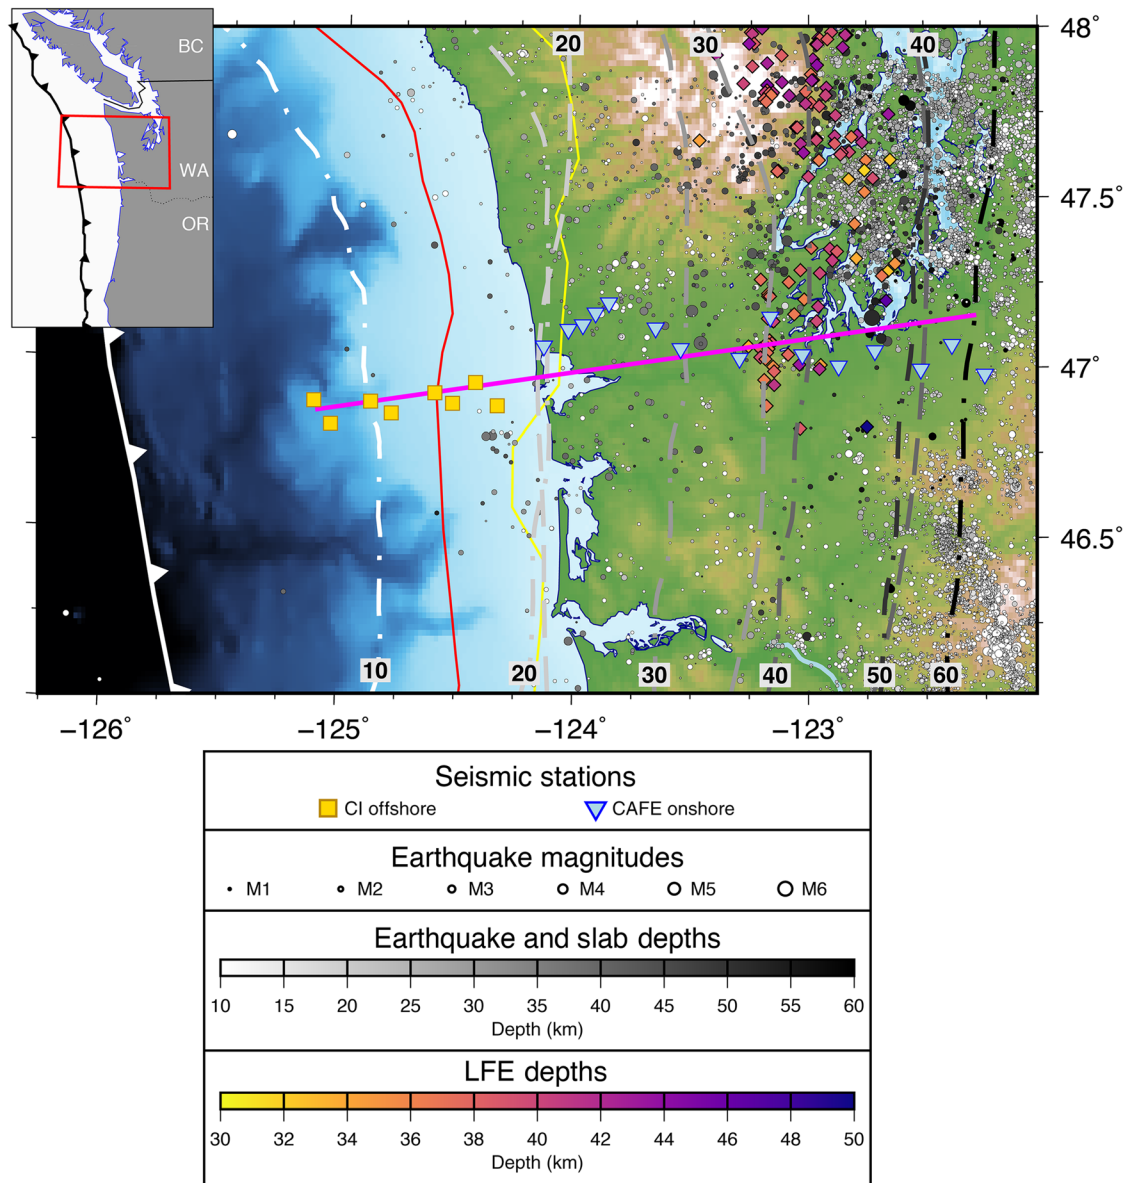 BC
WA
OR
20
30
40
48°
47.5°
47°
46.5°
10
20
30
40
50
60
−126°
−125°
−124°
−123°
Seismic stations
CI offshore
CAFE onshore
Earthquake magnitudes
M1
M2
M3
M4
M5
M6
Earthquake and slab depths
10 15 20 25 30 35 40 45 50 55 60
Depth (km)
LFE depths
30 32 34 36 38 40 42 44 46 48 50
Depth (km)